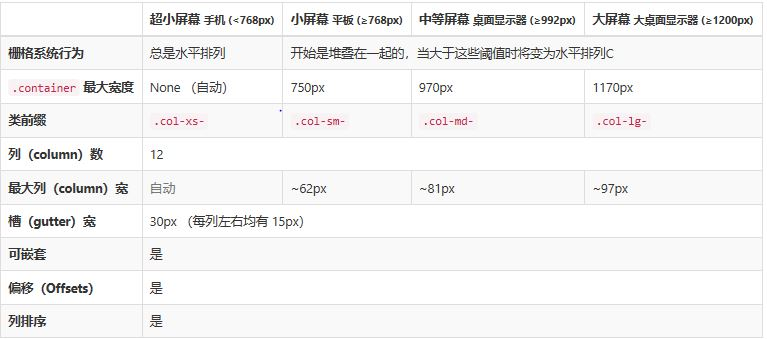 超小屏幕 手机 (<768px) 小屏幕 平板 (≥768px) 中等屏幕 桌面显示器 (≥992px) 大屏幕 大桌面显示器 (≥1200px)
栅格系统行为 总是水平排列 开始是堆叠在一起的，当大于这些阈值时将变为水平排列C
.container 最大宽度 None （自动） 750px 970px 1170px
类前缀 .col-xs- .col-sm- .col-md- .col-lg-
列（column）数 12
最大列（column）宽 自动 ~62px ~81px ~97px
槽（gutter）宽 30px （每列左右均有 15px）
可嵌套 是
偏移（Offsets） 是
列排序 是